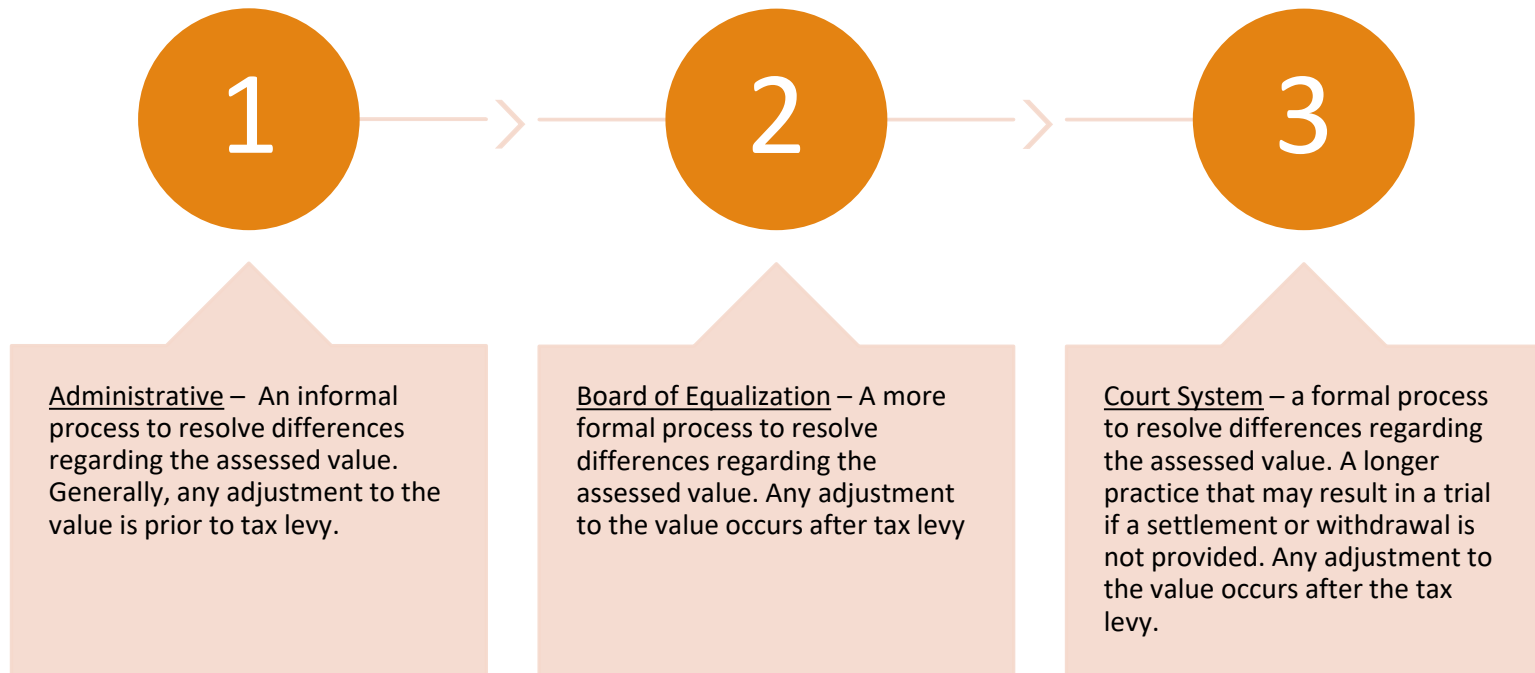 1
2
3
Administrative – An informal
process to resolve differences
regarding the assessed value.
Generally, any adjustment to the
value is prior to tax levy.
Board of Equalization – A more
formal process to resolve
differences regarding the
assessed value. Any adjustment
to the value occurs after tax levy
Court System – a formal process
to resolve differences regarding
the assessed value. A longer
practice that may result in a trial
if a settlement or withdrawal is
not provided. Any adjustment to
the value occurs after the tax
levy.